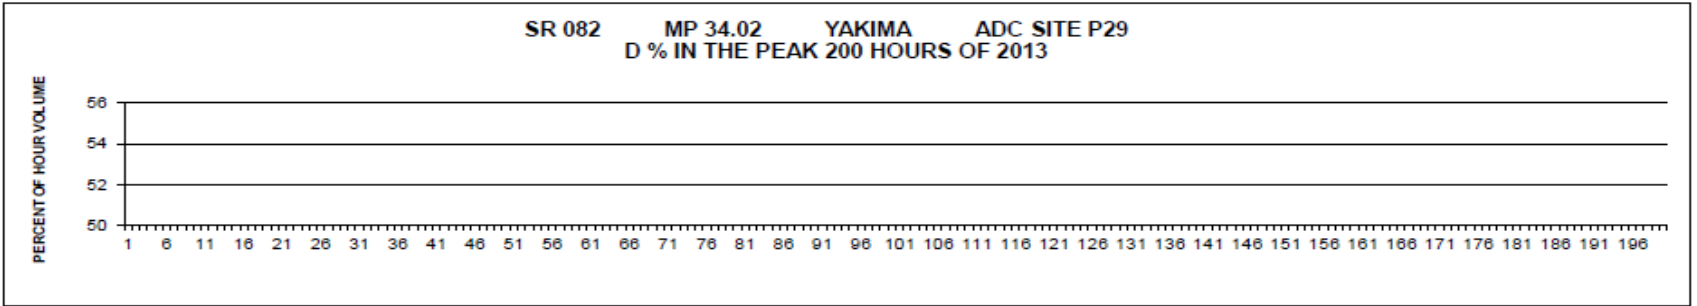 SR 082 MP 34.02 YAKIMA ADC SITE P29
D % IN THE PEAK 200 HOURS OF 2013
PERCENT OF HOUR VOLUME
56
54
52
50
1 6 11 16 21 26 31 36 41 46 51 56 61 66 71 76 81 86 91 96 101 106 111 116 121 126 131 136 141 146 151 156 161 166 171 176 181 186 191 196